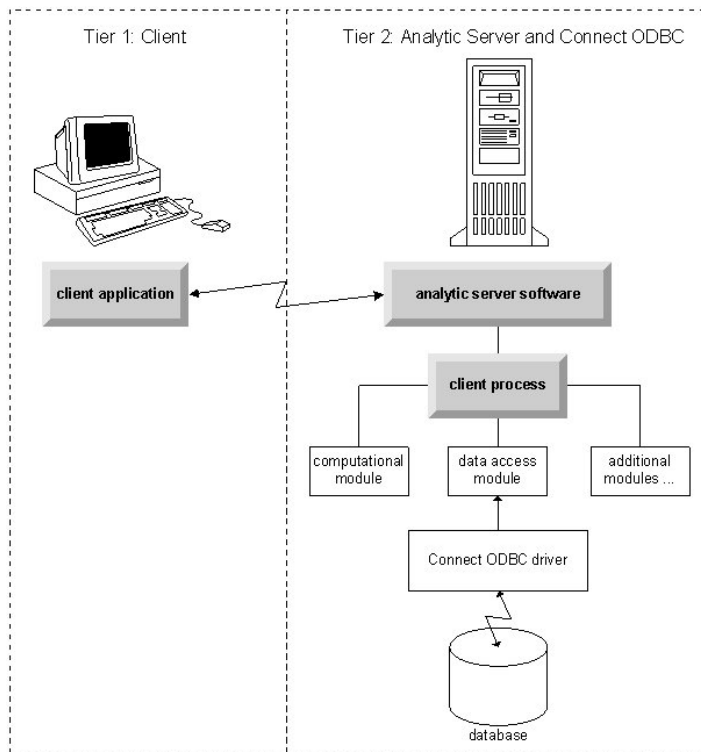 Tier 1: Client
Tier 2: Analytic Server and Connect ODBC
client application
analytic server software
client process
computational
module
data access
module
additional
modules ...
Connect ODBC driver
database